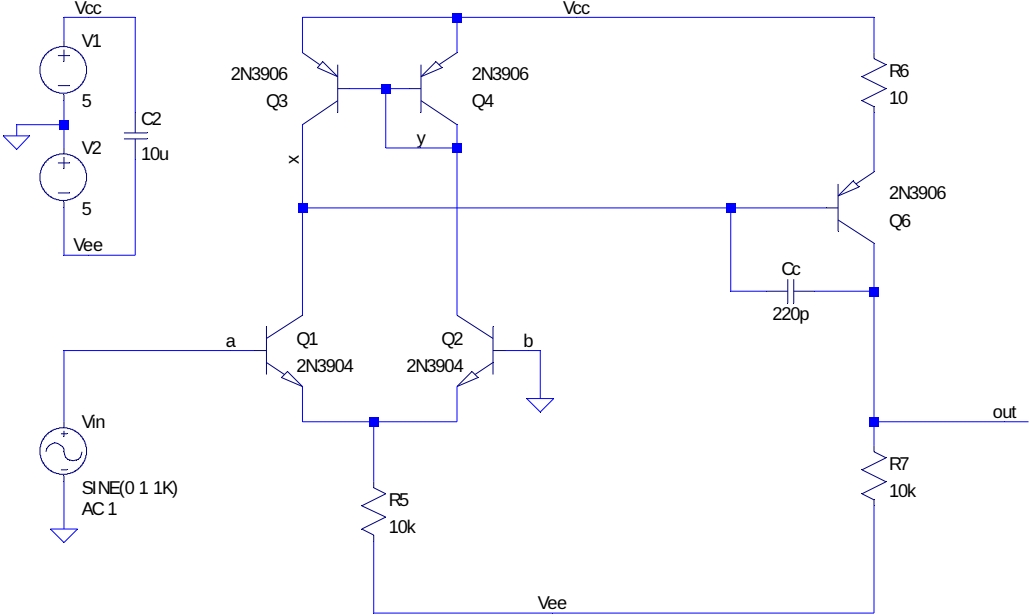 Vcc
V1
5
C2
10u
V2
5
Vee
Vcc
2N3906
Q3
2N3906
Q4
y
x
R6
10
2N3906
Q6
Cc
220p
a
Q1
2N3904
Q2
2N3904
b
Vin
SINE(0 1 1K)
AC 1
out
R7
10k
R5
10k
Vee